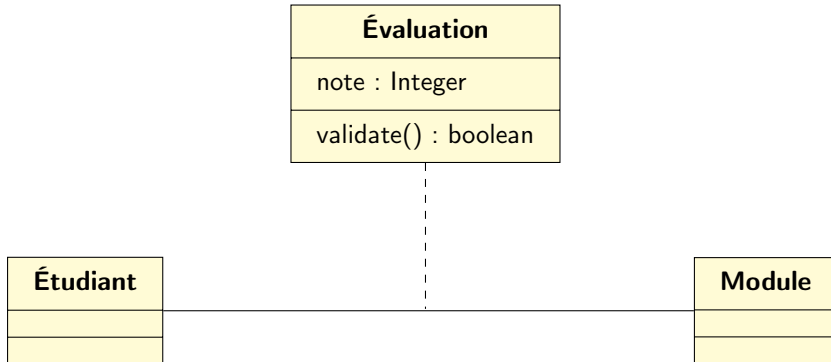 Évaluation
note : Integer
validate() : boolean
Étudiant
Module